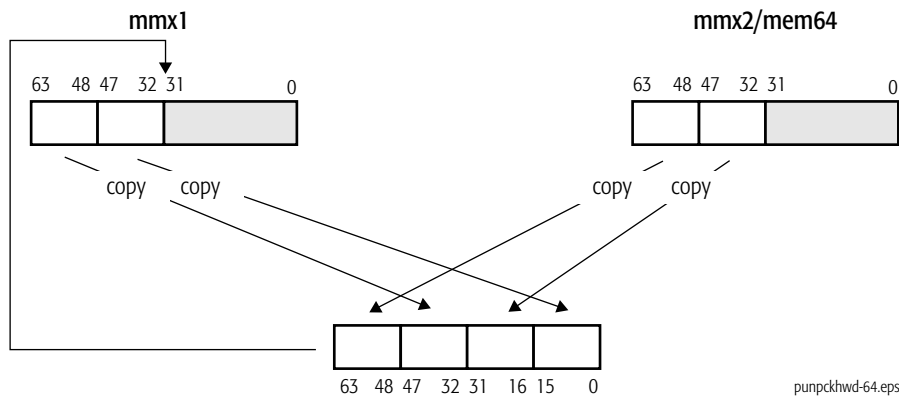 mmx1 mmx2/mem64
63 48 47 32 31 0 63 48 47 32 31 0
copy copy copy copy
63 48 47 32 31 16 15 0
punpckhwd-64.eps